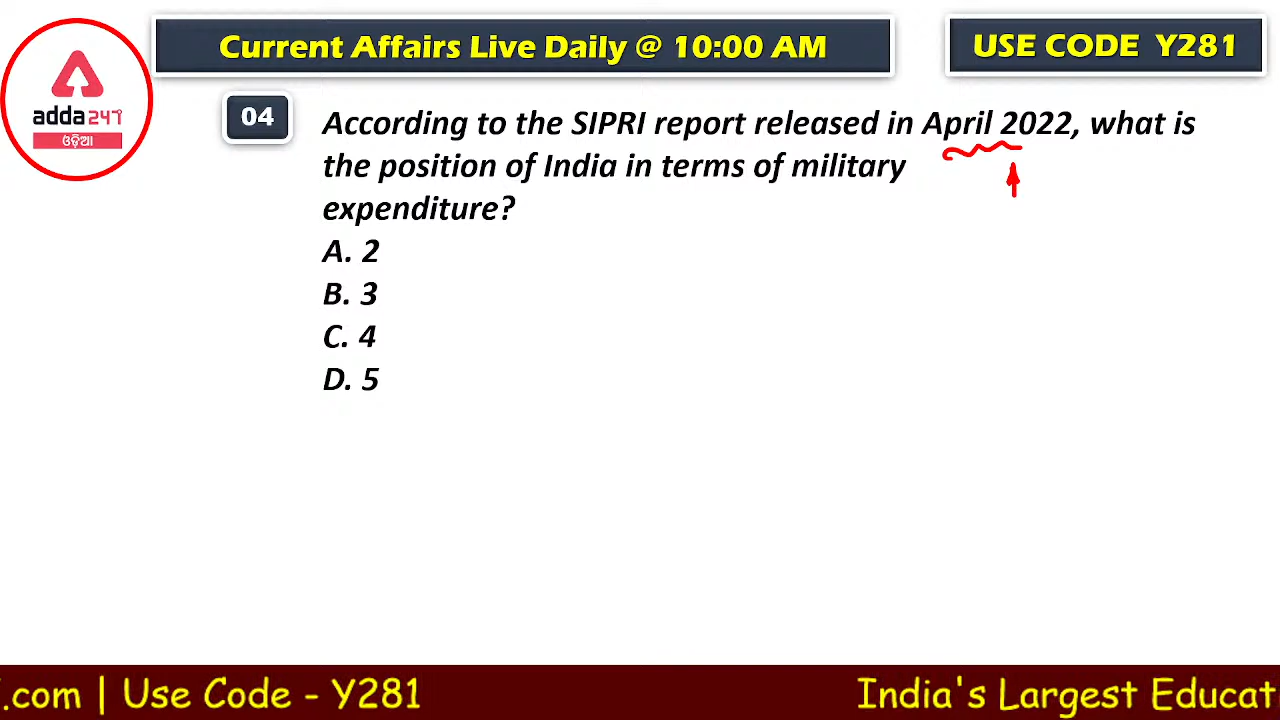 Current Affairs Live Daily @ 10:00 AM
USE CODE Y281
adda247
ଓଡ଼ିଆ
04
According to the SIPRI report released in April 2022, what is
the position of India in terms of military
expenditure?
A. 2
B. 3
C. 4
D. 5
.com | Use Code - Y281
India's Largest Educat